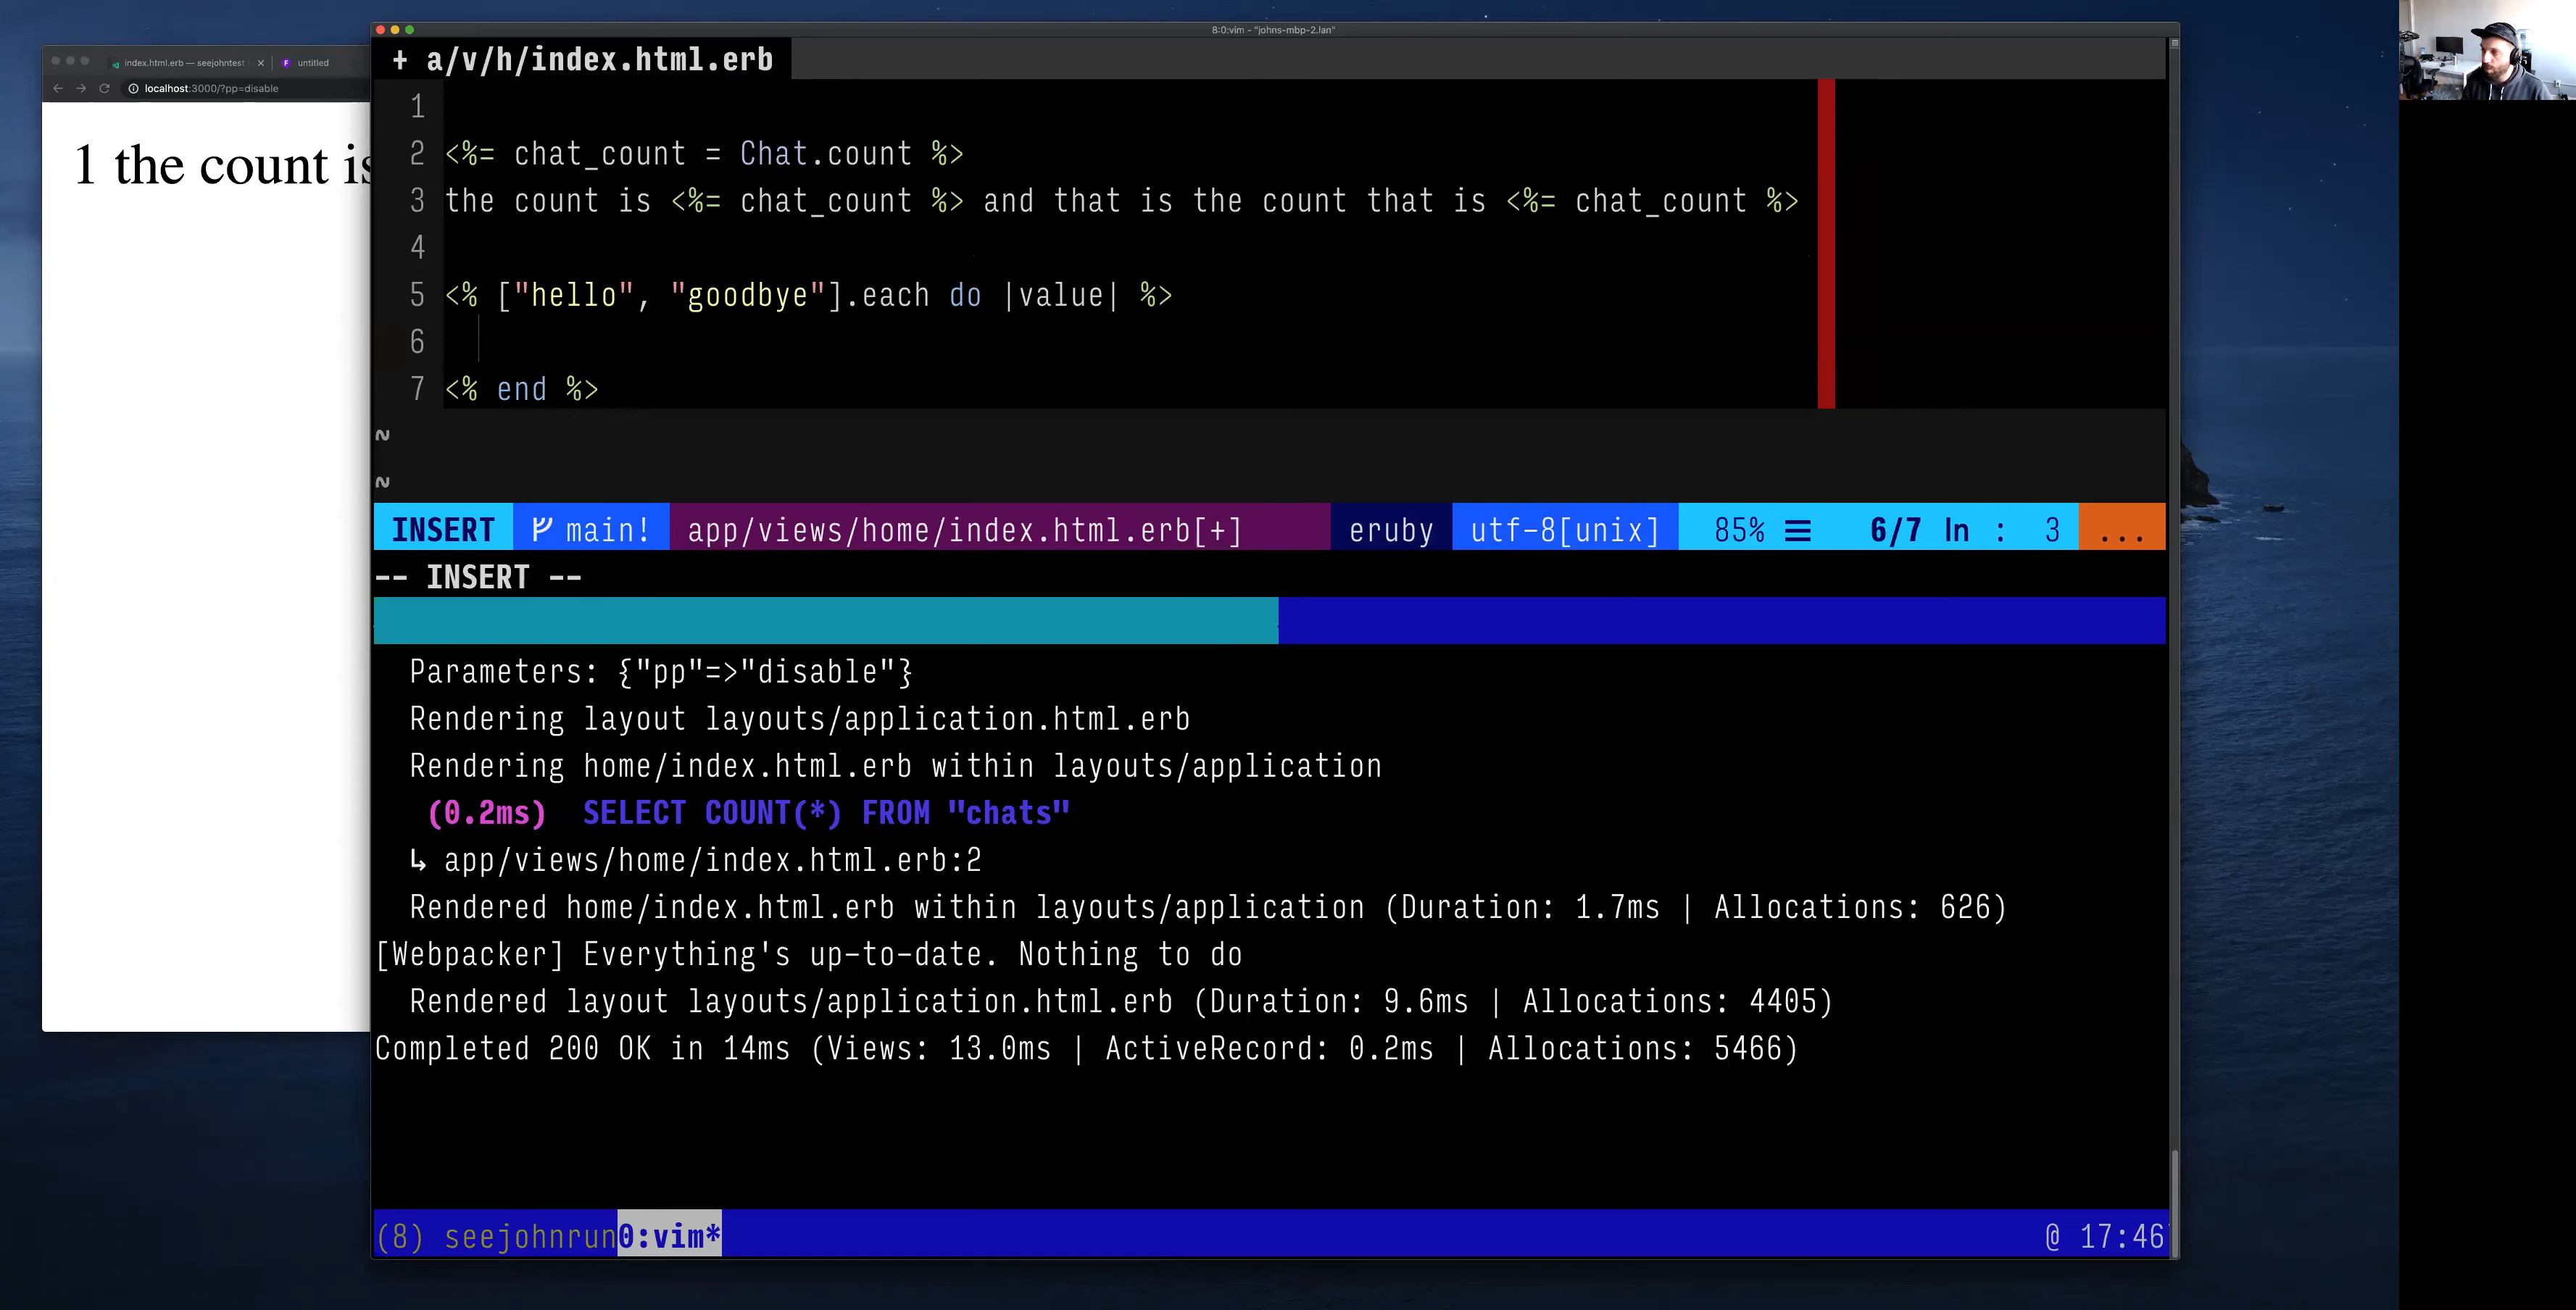 8:0:vim - "johns-mbp-2.lan"
index.html.erb — seejohntest
untitled
localhost:3000/?pp=disable
1 the count is
+ a/v/h/index.html.erb
1
2 <%= chat_count = Chat.count %>
3 the count is <%= chat_count %> and that is the count that is <%= chat_count %>
4
5 <% ["hello", "goodbye"].each do |value| %>
6
7 <% end %>
~
~
INSERT main! app/views/home/index.html.erb[+] eruby utf-8[unix] 85% ☰ 6/7 ln : 3 ...
-- INSERT --
Parameters: {"pp"=>"disable"}
Rendering layout layouts/application.html.erb
Rendering home/index.html.erb within layouts/application
(0.2ms) SELECT COUNT(*) FROM "chats"
↳ app/views/home/index.html.erb:2
Rendered home/index.html.erb within layouts/application (Duration: 1.7ms | Allocations: 626)
[Webpacker] Everything's up-to-date. Nothing to do
Rendered layout layouts/application.html.erb (Duration: 9.6ms | Allocations: 4405)
Completed 200 OK in 14ms (Views: 13.0ms | ActiveRecord: 0.2ms | Allocations: 5466)
(8) seejohnrun0:vim* @ 17:46